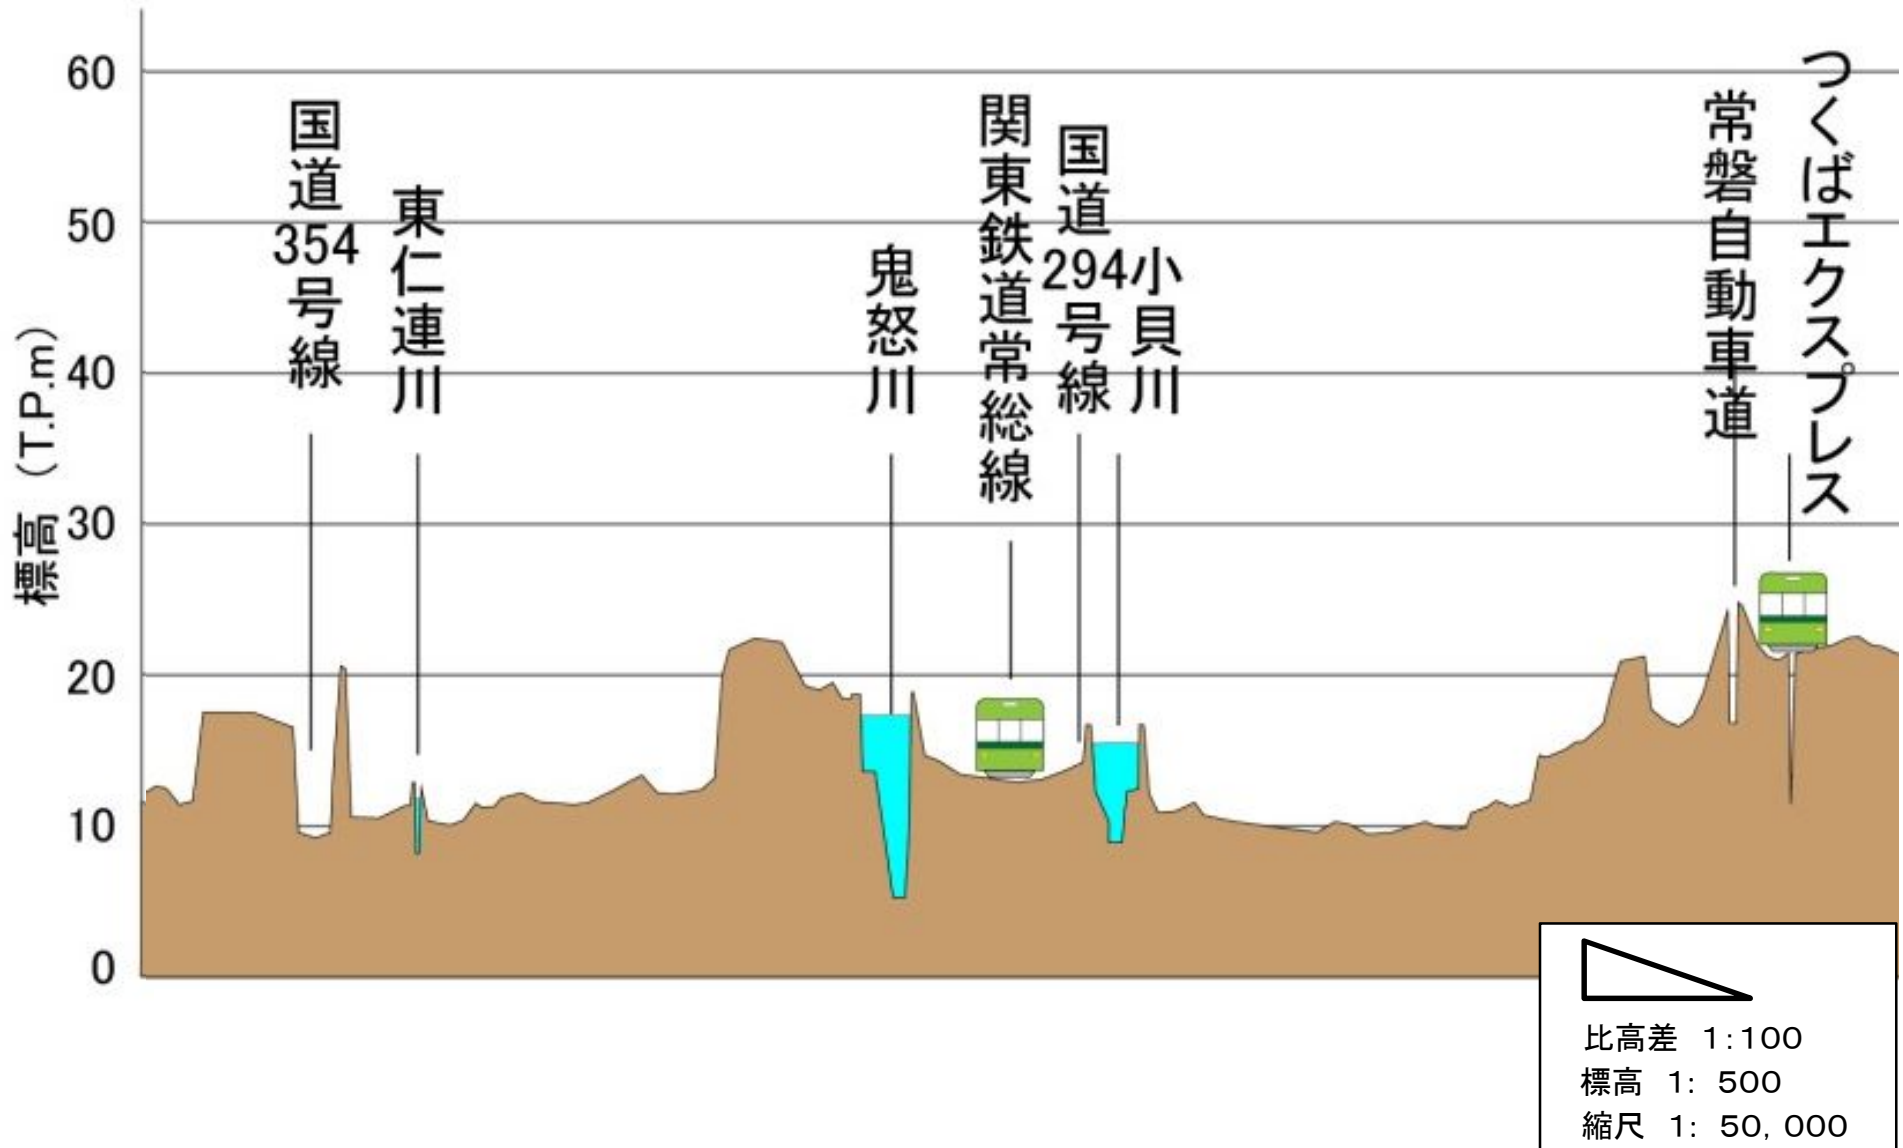 標高（T.P.m）
60
50
40
30
20
10
0
国道354号線
東仁連川
鬼怒川
関東鉄道常総線
国道294号線
小貝川
常磐自動車道
つくばエクスプレス
比高差 1:100
標高 1: 500
縮尺 1: 50,000